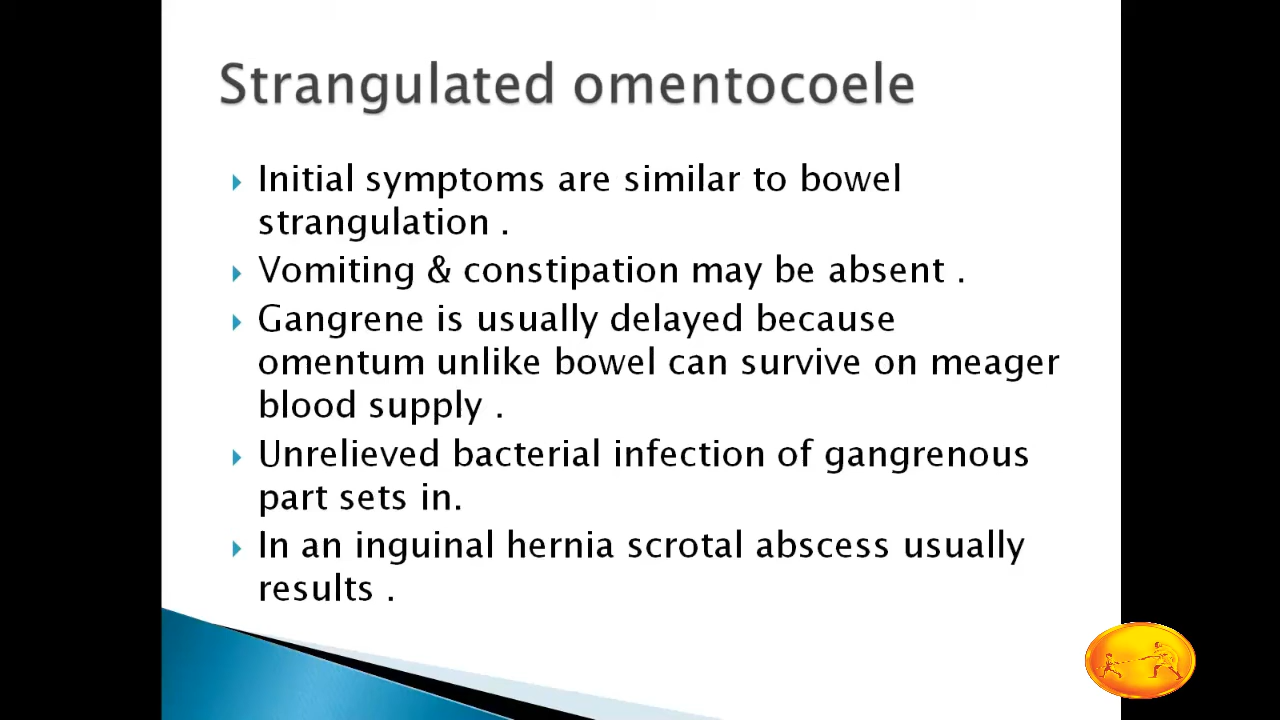 Strangulated omentocoele
Initial symptoms are similar to bowel
strangulation .
Vomiting & constipation may be absent .
Gangrene is usually delayed because
omentum unlike bowel can survive on meager
blood supply .
Unrelieved bacterial infection of gangrenous
part sets in.
In an inguinal hernia scrotal abscess usually
results .